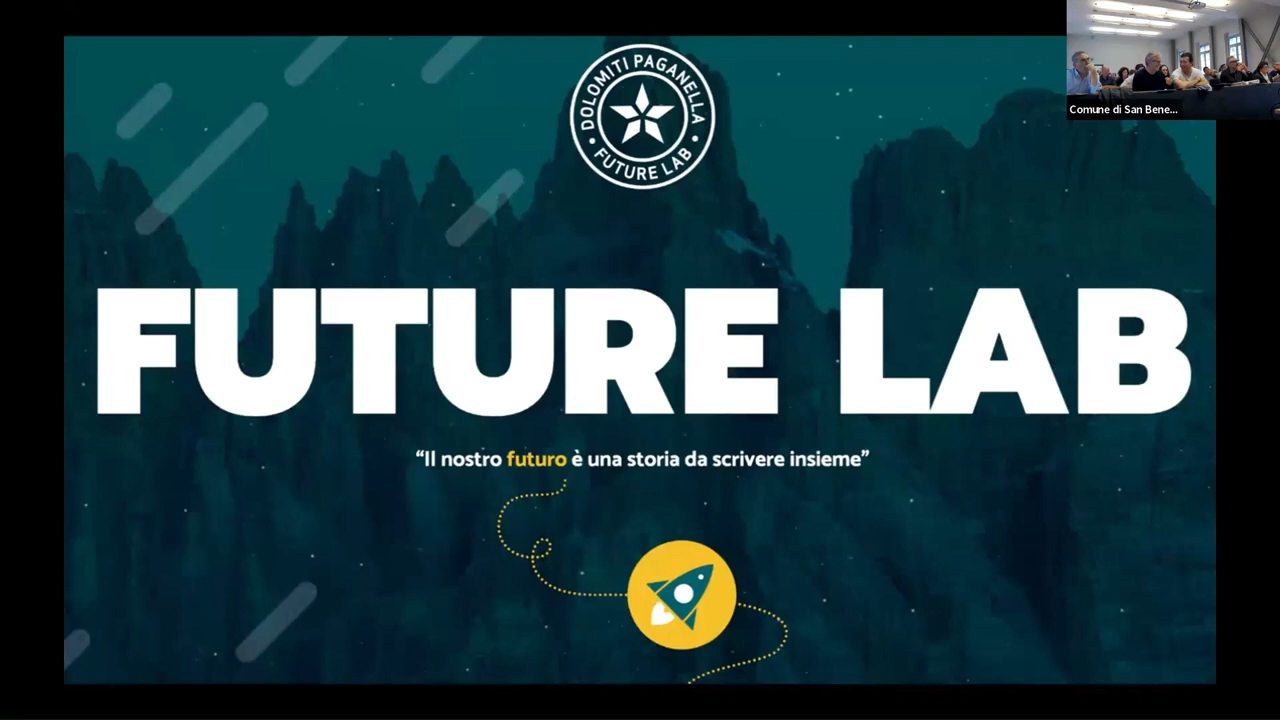 DOLOMITI PAGANELLA
• FUTURE LAB •
Comune di San Bene...
FUTURE LAB
“Il nostro futuro è una storia da scrivere insieme”